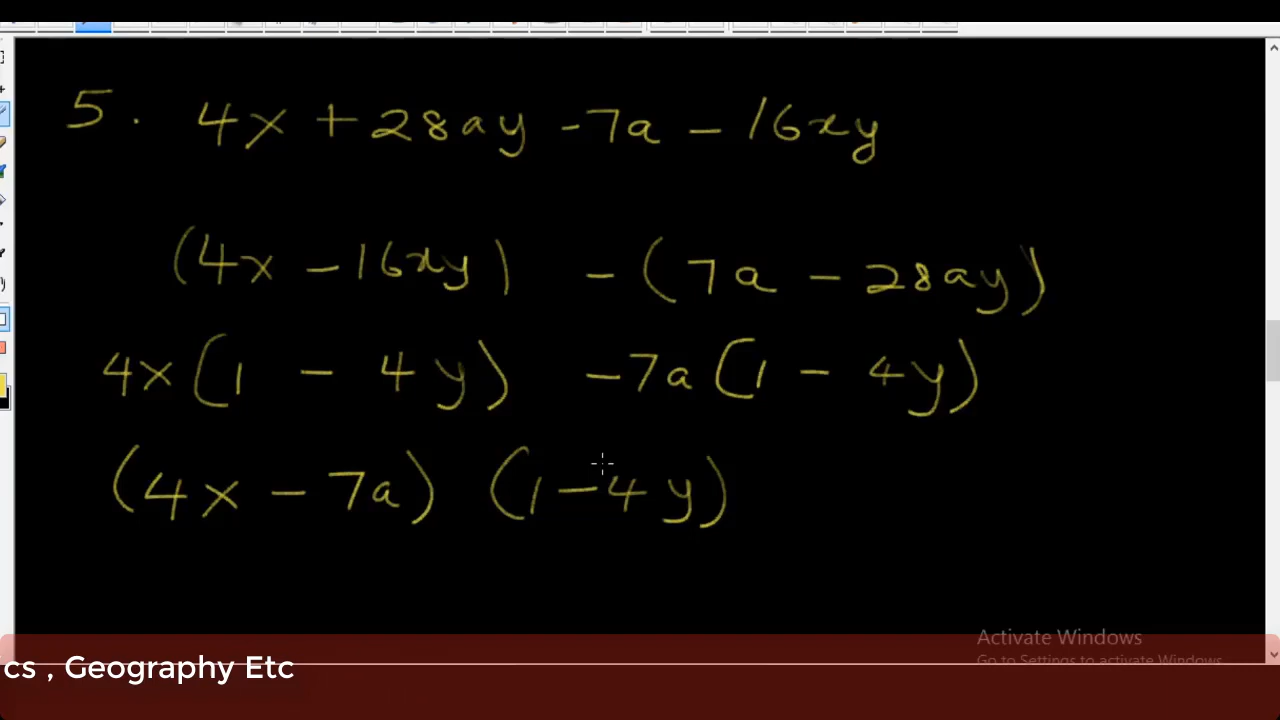 5. 4x + 28ay - 7a - 16xy
(4x - 16xy) - (7a - 28ay)
4x(1 - 4y) - 7a(1 - 4y)
(4x - 7a) (1 - 4y)
Activate Windows
Go to Settings to activate Windows.
cs , Geography Etc